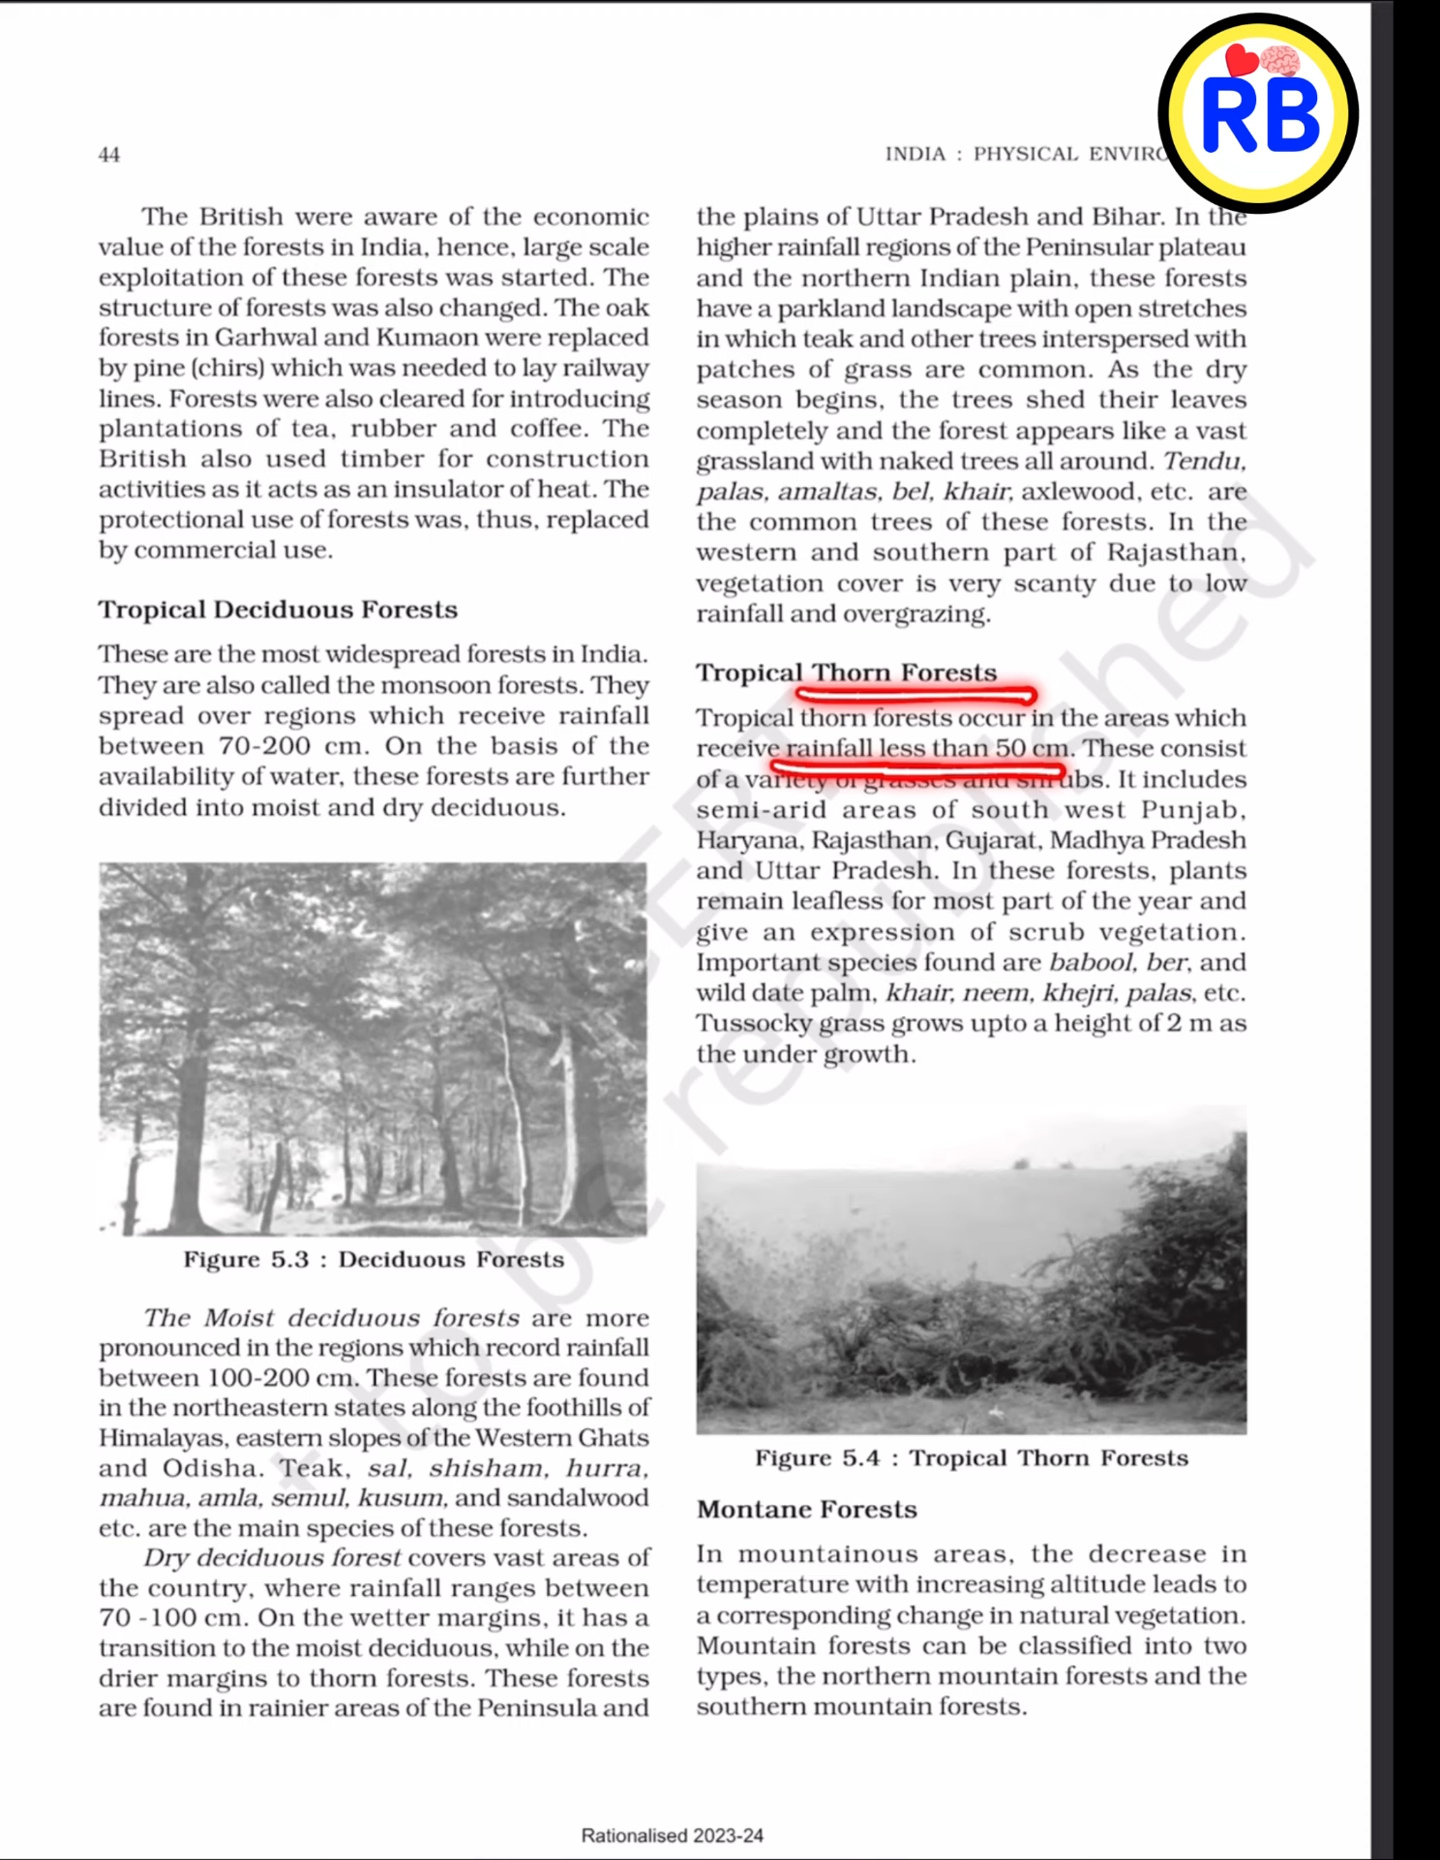 RB
44
INDIA : PHYSICAL
The British were aware of the economic
value of the forests in India, hence, large scale
exploitation of these forests was started. The
structure of forests was also changed. The oak
forests in Garhwal and Kumaon were replaced
by pine (chirs) which was needed to lay railway
lines. Forests were also cleared for introducing
plantations of tea, rubber and coffee. The
British also used timber for construction
activities as it acts as an insulator of heat. The
protectional use of forests was, thus, replaced
by commercial use.
Tropical Deciduous Forests
These are the most widespread forests in India.
They are also called the monsoon forests. They
spread over regions which receive rainfall
between 70-200 cm. On the basis of the
availability of water, these forests are further
divided into moist and dry deciduous.
Figure 5.3 : Deciduous Forests
The Moist deciduous forests are more
pronounced in the regions which record rainfall
between 100-200 cm. These forests are found
in the northeastern states along the foothills of
Himalayas, eastern slopes of the Western Ghats
and Odisha. Teak, sal, shisham, hurra,
mahua, amla, semul, kusum, and sandalwood
etc. are the main species of these forests.
Dry deciduous forest covers vast areas of
the country, where rainfall ranges between
70 -100 cm. On the wetter margins, it has a
transition to the moist deciduous, while on the
drier margins to thorn forests. These forests
are found in rainier areas of the Peninsula and
the plains of Uttar Pradesh and Bihar. In the
higher rainfall regions of the Peninsular plateau
and the northern Indian plain, these forests
have a parkland landscape with open stretches
in which teak and other trees interspersed with
patches of grass are common. As the dry
season begins, the trees shed their leaves
completely and the forest appears like a vast
grassland with naked trees all around. Tendu,
palas, amaltas, bel, khair, axlewood, etc. are
the common trees of these forests. In the
western and southern part of Rajasthan,
vegetation cover is very scanty due to low
rainfall and overgrazing.
Tropical Thorn Forests
Tropical thorn forests occur in the areas which
receive rainfall less than 50 cm. These consist
of a variety of grasses and shrubs. It includes
semi-arid areas of south west Punjab,
Haryana, Rajasthan, Gujarat, Madhya Pradesh
and Uttar Pradesh. In these forests, plants
remain leafless for most part of the year and
give an expression of scrub vegetation.
Important species found are babool, ber, and
wild date palm, khair, neem, khejri, palas, etc.
Tussocky grass grows upto a height of 2 m as
the under growth.
Figure 5.4 : Tropical Thorn Forests
Montane Forests
In mountainous areas, the decrease in
temperature with increasing altitude leads to
a corresponding change in natural vegetation.
Mountain forests can be classified into two
types, the northern mountain forests and the
southern mountain forests.
be republished
Rationalised 2023-24